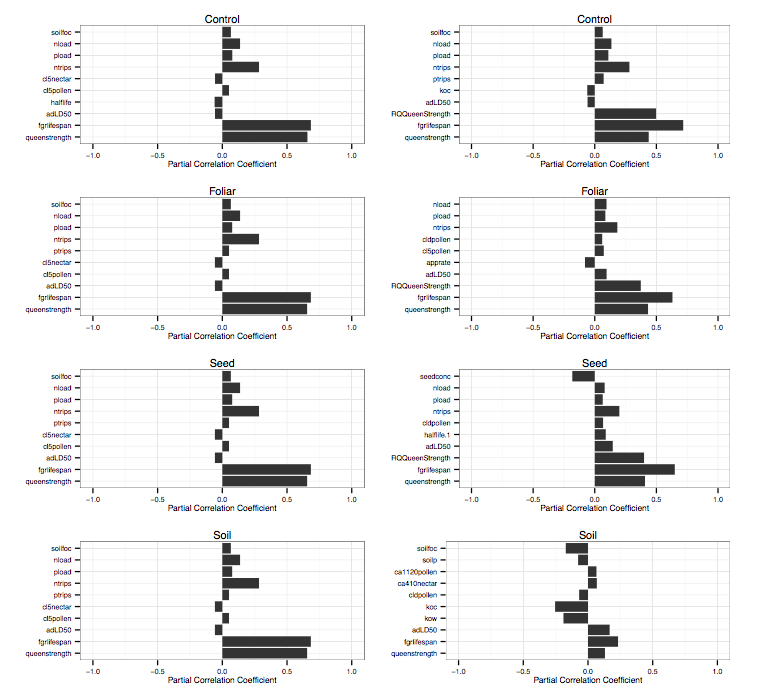 Control
soilfoc
nload
pload
ntrips
cl5nectar
cl5pollen
halflife
adLD50
fgrlifespan
queenstrength
−1.0 −0.5 0.0 0.5 1.0
Partial Correlation Coefficient
Control
soilfoc
nload
pload
ntrips
ptrips
koc
adLD50
RQQueenStrength
fgrlifespan
queenstrength
−1.0 −0.5 0.0 0.5 1.0
Partial Correlation Coefficient
Foliar
soilfoc
nload
pload
ntrips
ptrips
cl5nectar
cl5pollen
adLD50
fgrlifespan
queenstrength
−1.0 −0.5 0.0 0.5 1.0
Partial Correlation Coefficient
Foliar
nload
pload
ntrips
cldpollen
cl5pollen
apprate
adLD50
RQQueenStrength
fgrlifespan
queenstrength
−1.0 −0.5 0.0 0.5 1.0
Partial Correlation Coefficient
Seed
soilfoc
nload
pload
ntrips
ptrips
cl5nectar
cl5pollen
adLD50
fgrlifespan
queenstrength
−1.0 −0.5 0.0 0.5 1.0
Partial Correlation Coefficient
Seed
seedconc
nload
pload
ntrips
cldpollen
halflife.1
adLD50
RQQueenStrength
fgrlifespan
queenstrength
−1.0 −0.5 0.0 0.5 1.0
Partial Correlation Coefficient
Soil
soilfoc
nload
pload
ntrips
ptrips
cl5nectar
cl5pollen
adLD50
fgrlifespan
queenstrength
−1.0 −0.5 0.0 0.5 1.0
Partial Correlation Coefficient
Soil
soilfoc
soilp
ca1120pollen
ca410nectar
cldpollen
koc
kow
adLD50
fgrlifespan
queenstrength
−1.0 −0.5 0.0 0.5 1.0
Partial Correlation Coefficient